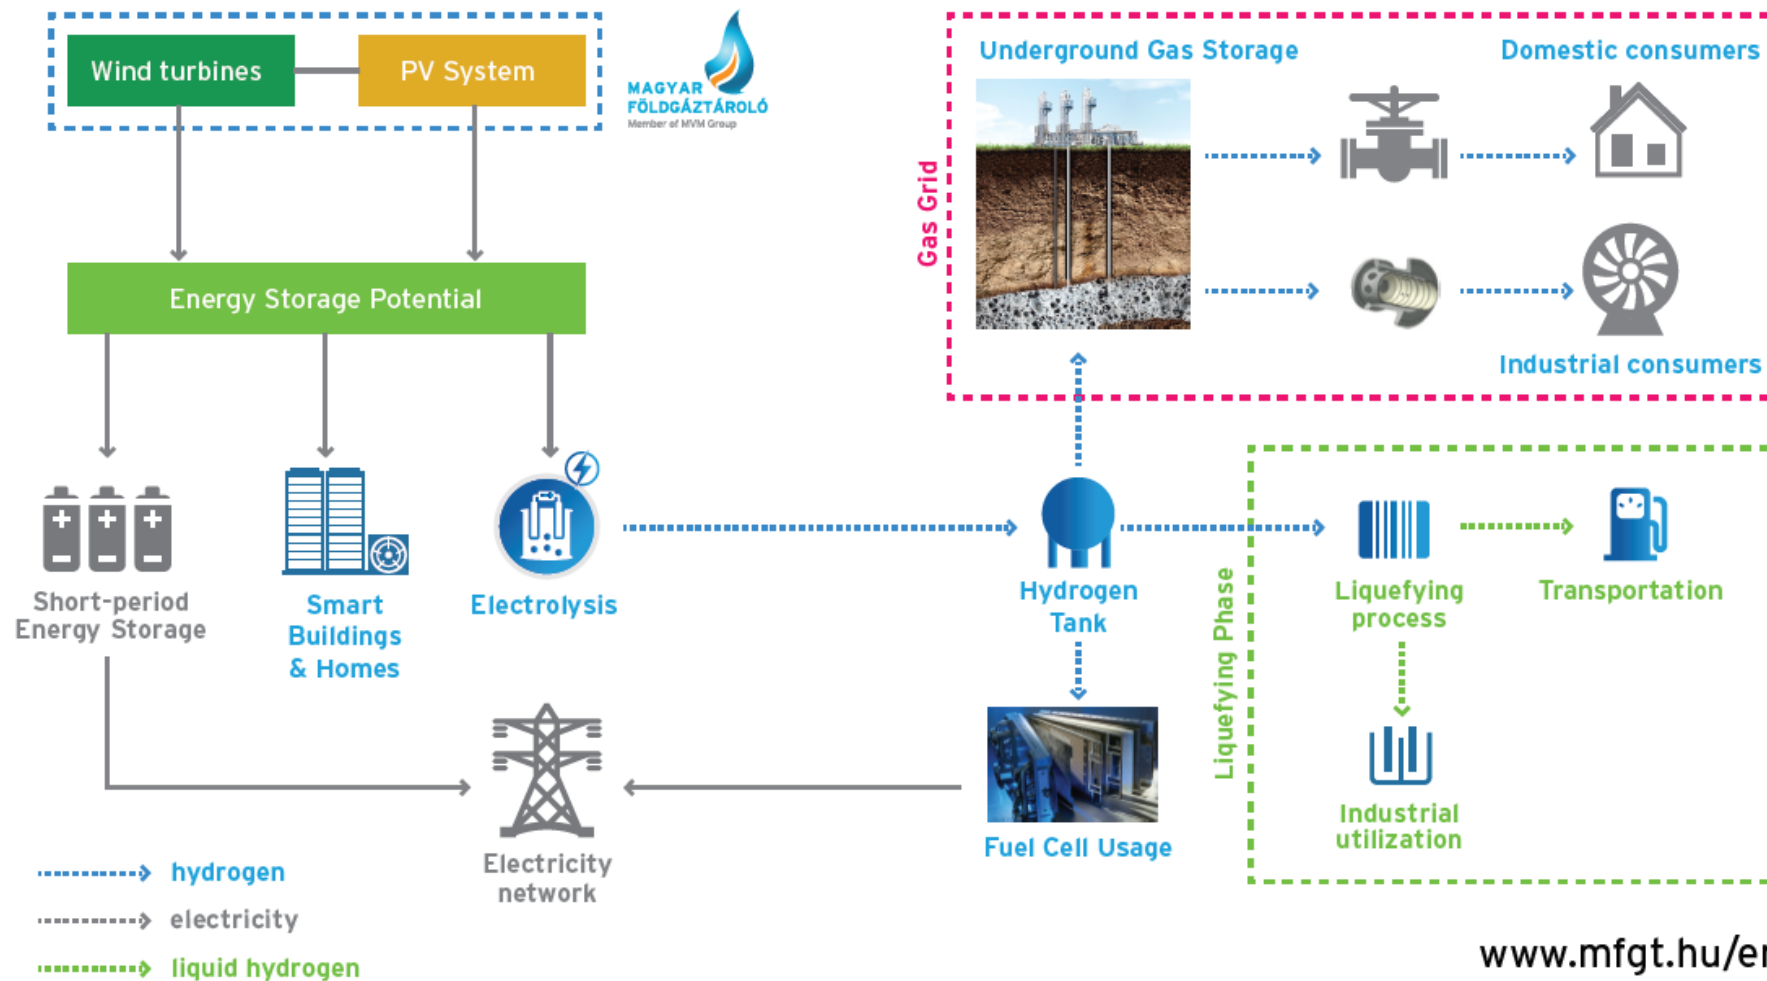 Wind turbines
PV System
MAGYAR
FÖLDGÁZTÁROLÓ
Member of MVM Group
Energy Storage Potential
Short-period
Energy Storage
Smart
Buildings
& Homes
Electrolysis
Electricity
network
hydrogen
electricity
liquid hydrogen
Gas Grid
Underground Gas Storage
Domestic consumers
Industrial consumers
Hydrogen
Tank
Fuel Cell Usage
Liquefying Phase
Liquefying
process
Transportation
Industrial
utilization
www.mfgt.hu/en